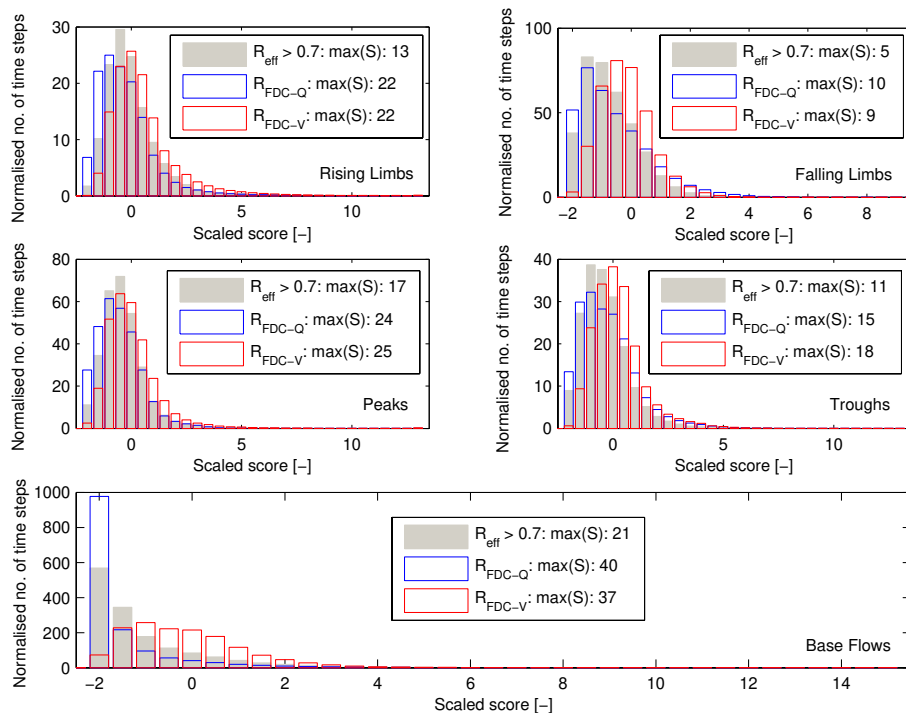 Normalised no. of time steps
30
20
10
0
R_eff > 0.7: max(S): 13
R_FDC−Q: max(S): 22
R_FDC−V: max(S): 22
Rising Limbs
0 5 10
Scaled score [−]
Normalised no. of time steps
100
50
0
R_eff > 0.7: max(S): 5
R_FDC−Q: max(S): 10
R_FDC−V: max(S): 9
Falling Limbs
−2 0 2 4 6 8
Scaled score [−]
Normalised no. of time steps
80
60
40
20
0
R_eff > 0.7: max(S): 17
R_FDC−Q: max(S): 24
R_FDC−V: max(S): 25
Peaks
0 5 10
Scaled score [−]
Normalised no. of time steps
40
30
20
10
0
R_eff > 0.7: max(S): 11
R_FDC−Q: max(S): 15
R_FDC−V: max(S): 18
Troughs
0 5 10
Scaled score [−]
Normalised no. of time steps
1000
800
600
400
200
0
R_eff > 0.7: max(S): 21
R_FDC−Q: max(S): 40
R_FDC−V: max(S): 37
Base Flows
−2 0 2 4 6 8 10 12 14
Scaled score [−]